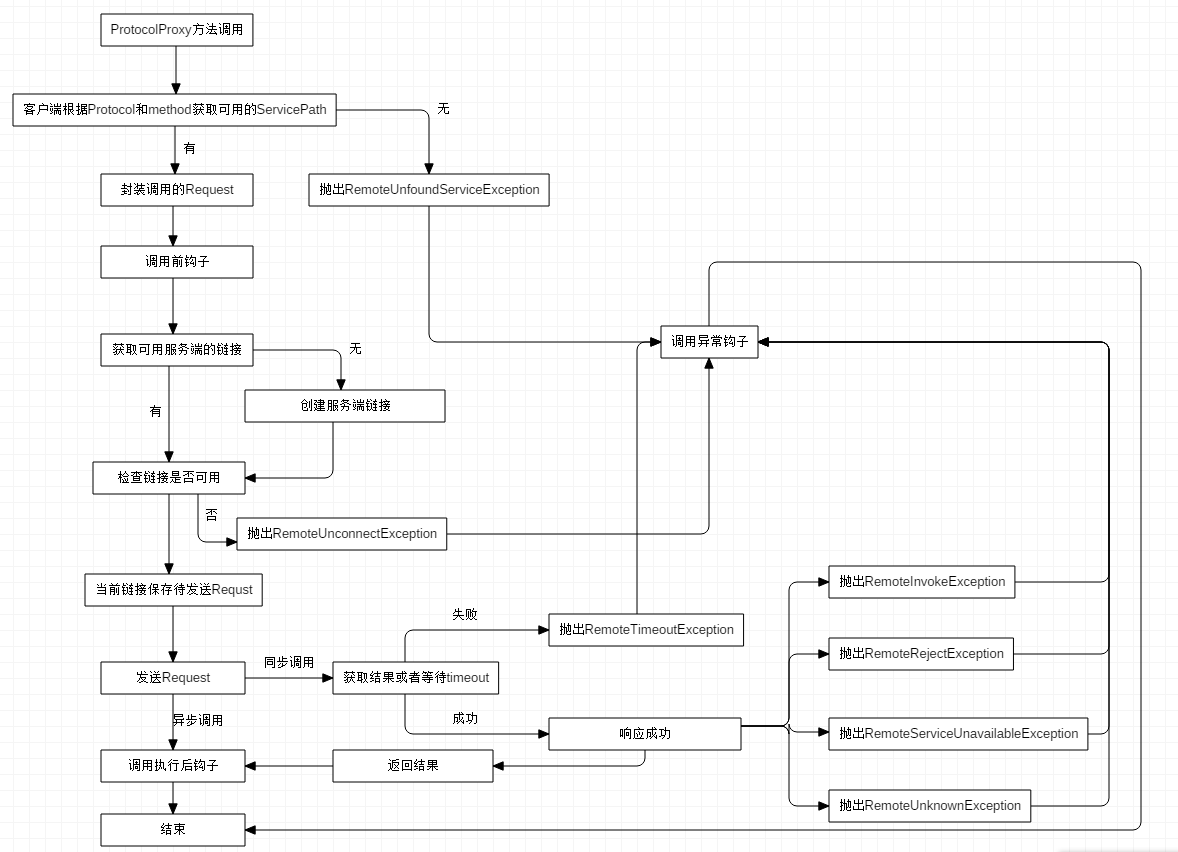 ProtocolProxy方法调用
客户端根据Protocol和method获取可用的ServicePath
无
有
封装调用的Request
抛出RemoteUnfoundServiceException
调用前钩子
调用异常钩子
获取可用服务端的链接
无
创建服务端链接
有
检查链接是否可用
否
抛出RemoteUnconnectException
当前链接保存待发送Requst
抛出RemoteInvokeException
失败
抛出RemoteTimeoutException
抛出RemoteRejectException
同步调用
发送Request
获取结果或者等待timeout
异步调用
成功
响应成功
抛出RemoteServiceUnavailableException
调用执行后钩子
返回结果
抛出RemoteUnknownException
结束